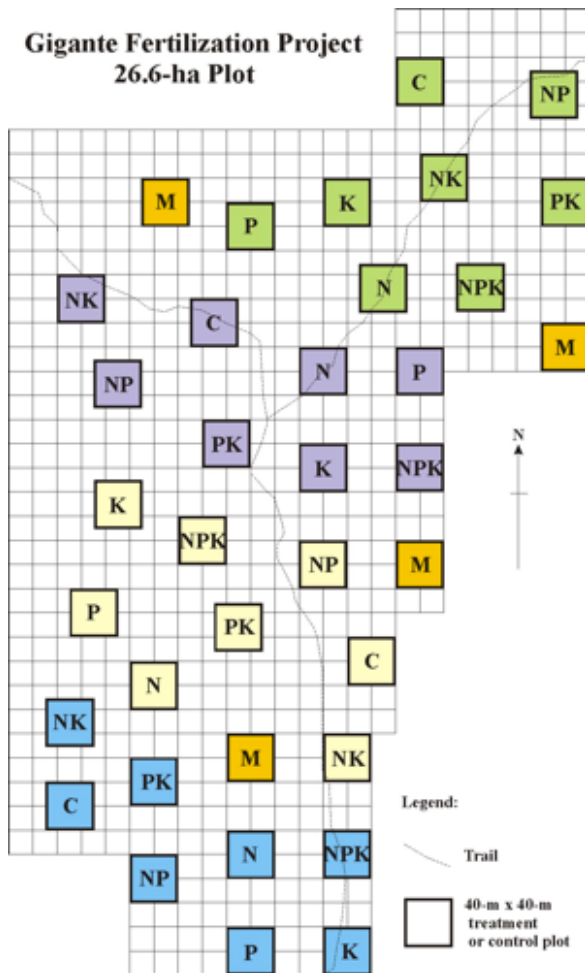 Gigante Fertilization Project
26.6-ha Plot
C
NP
NK
M
K
PK
P
N
NPK
NK
C
M
N
P
NP
PK
K
NPK
K
NPK
NP
M
P
PK
C
N
NK
M
NK
PK
C
N
NPK
NP
P
K
N
Legend:
Trail
40-m x 40-m
treatment
or control plot